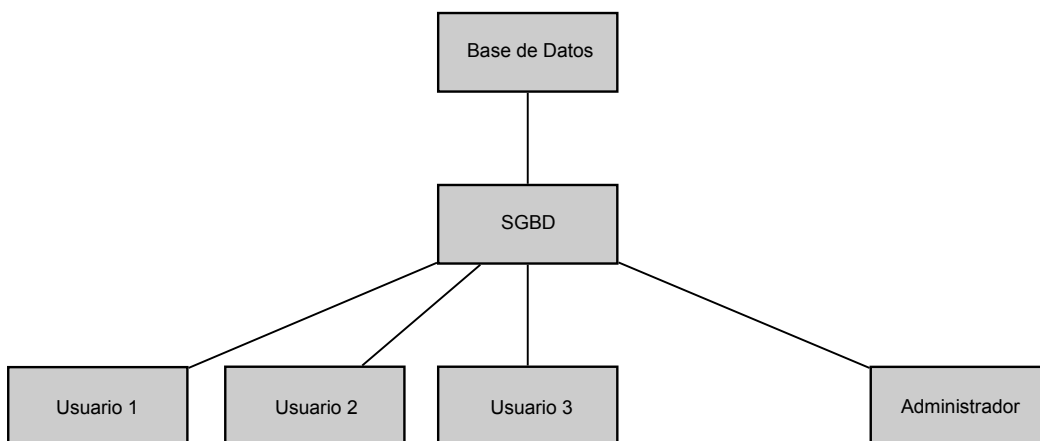 Base de Datos
SGBD
Usuario 1
Usuario 2
Usuario 3
Administrador